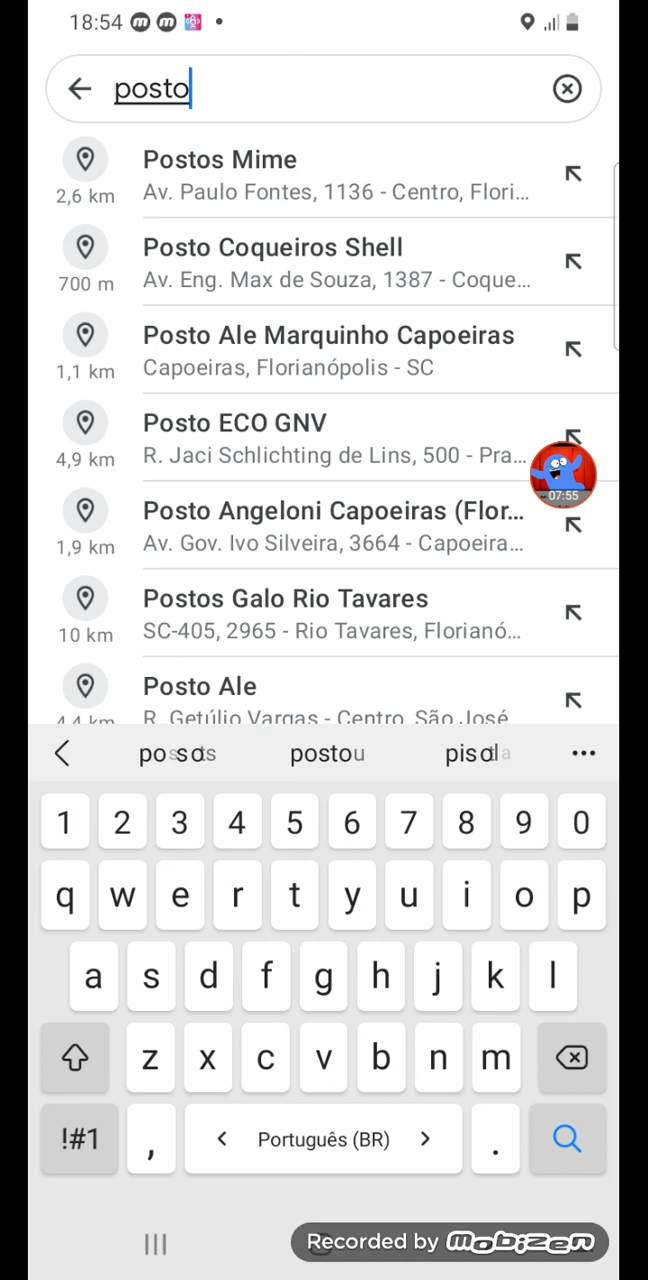 18:54
posto
Postos Mime
2,6 km
Av. Paulo Fontes, 1136 - Centro, Flori...
Posto Coqueiros Shell
700 m
Av. Eng. Max de Souza, 1387 - Coque...
Posto Ale Marquinho Capoeiras
1,1 km
Capoeiras, Florianópolis - SC
Posto ECO GNV
4,9 km
R. Jaci Schlichting de Lins, 500 - Pra...
07:55
Posto Angeloni Capoeiras (Flor...
1,9 km
Av. Gov. Ivo Silveira, 3664 - Capoeira...
Postos Galo Rio Tavares
10 km
SC-405, 2965 - Rio Tavares, Florianó...
Posto Ale
4,4 km
R. Getúlio Vargas - Centro, São José
1 2 3 4 5 6 7 8 9 0
q w e r t y u i o p
a s d f g h j k l
z x c v b n m
!#1 , < Português (BR) > .
Recorded by mobizen